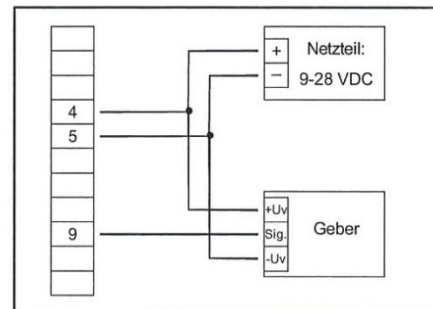 4
5
9
+
−
Netzteil:
9-28 VDC
+Uv
Sig.
-Uv
Geber